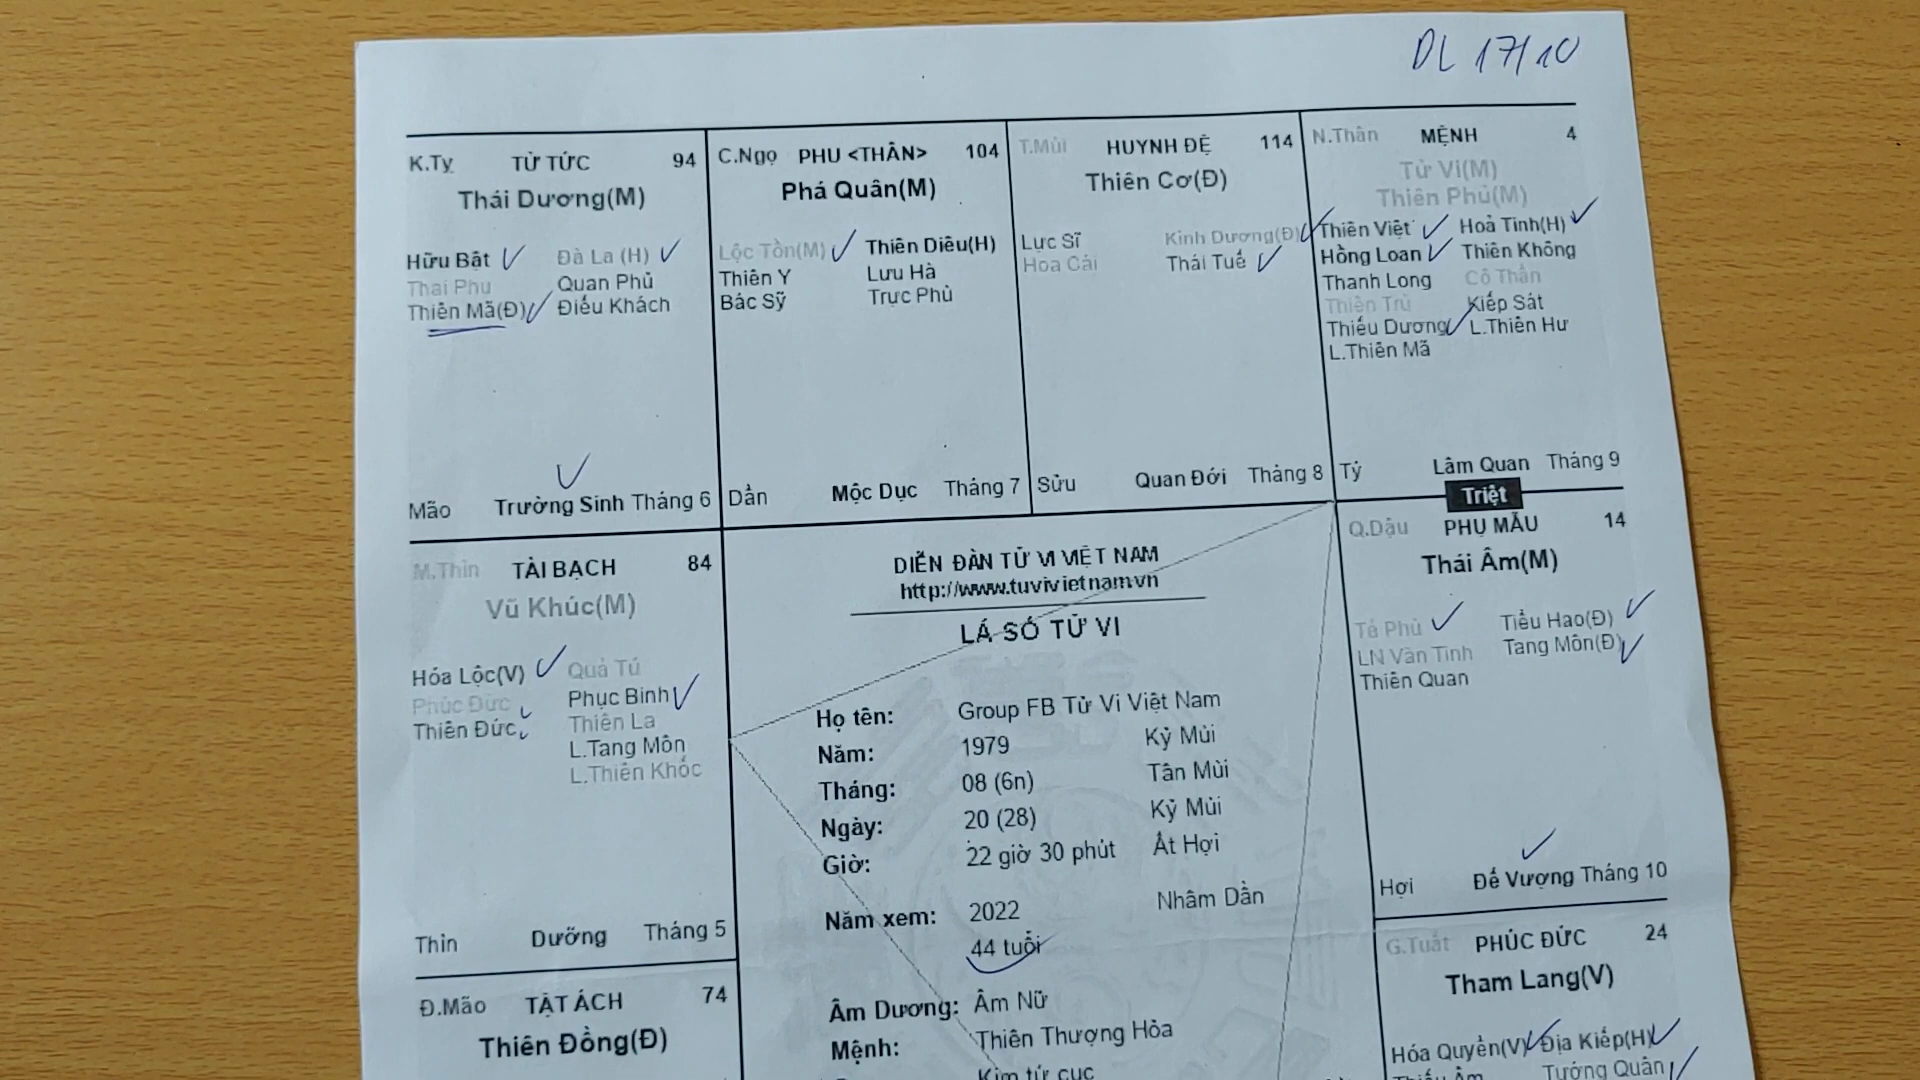 DL 17/10
K.Tỵ TỬ TỨC 94
Thái Dương(M)
Hữu Bật Đà La (H)
Thai Phụ Quan Phủ
Thiên Mã(Đ) Điếu Khách
Mão Trường Sinh Tháng 6
C.Ngọ PHU <THÂN> 104
Phá Quân(M)
Lộc Tồn(M) Thiên Diêu(H)
Thiên Y Lưu Hà
Bác Sỹ Trực Phù
Dần Mộc Dục Tháng 7
T.Mùi HUYNH ĐỆ 114
Thiên Cơ(Đ)
Lực Sĩ Kình Dương(Đ)
Hoa Cái Thái Tuế
Sửu Quan Đới Tháng 8
N.Thân MỆNH 4
Tử Vi(M)
Thiên Phủ(M)
Thiên Việt Hoả Tinh(H)
Hồng Loan Thiên Không
Thanh Long Cô Thần
Thiên Trù Kiếp Sát
Thiếu Dương L.Thiên Hư
L.Thiên Mã
Tý Lâm Quan Tháng 9
Triệt
M.Thìn TÀI BẠCH 84
Vũ Khúc(M)
Hóa Lộc(V) Quả Tú
Phúc Đức Phục Binh
Thiên Đức Thiên La
L.Tang Môn
L.Thiên Khốc
Thìn Dưỡng Tháng 5
DIỄN ĐÀN TỬ VI VIỆT NAM
http://www.tuvivietnam.vn
LÁ SỐ TỬ VI
Họ tên: Group FB Tử Vi Việt Nam
Năm: 1979 Kỷ Mùi
Tháng: 08 (6n) Tân Mùi
Ngày: 20 (28) Kỷ Mùi
Giờ: 22 giờ 30 phút Ất Hợi
Năm xem: 2022 Nhâm Dần
44 tuổi
Âm Dương: Âm Nữ
Mệnh: Thiên Thượng Hỏa
Kim tứ cục
Q.Dậu PHỤ MẪU 14
Thái Âm(M)
Tả Phù Tiểu Hao(Đ)
LN Văn Tinh Tang Môn(Đ)
Thiên Quan
Hợi Đế Vượng Tháng 10
Đ.Mão TẬT ÁCH 74
Thiên Đồng(Đ)
G.Tuất PHÚC ĐỨC 24
Tham Lang(V)
Hóa Quyền(V) Địa Kiếp(H)
Thiếu Âm Tướng Quân